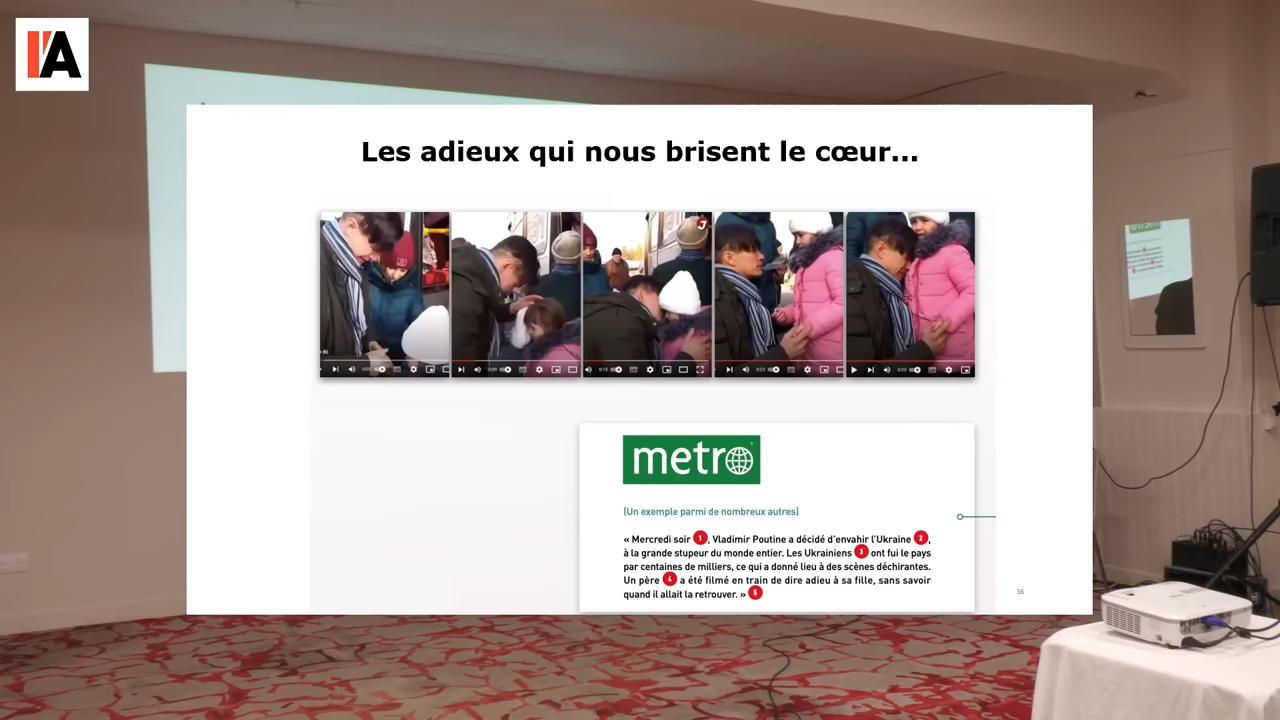 I'A
Les adieux qui nous brisent le cœur...
metro
(Un exemple parmi de nombreux autres)
« Mercredi soir 1, Vladimir Poutine a décidé d'envahir l'Ukraine 2,
à la grande stupeur du monde entier. Les Ukrainiens 3 ont fui le pays
par centaines de milliers, ce qui a donné lieu à des scènes déchirantes.
Un père 4 a été filmé en train de dire adieu à sa fille, sans savoir
quand il allait la retrouver. » 5
36